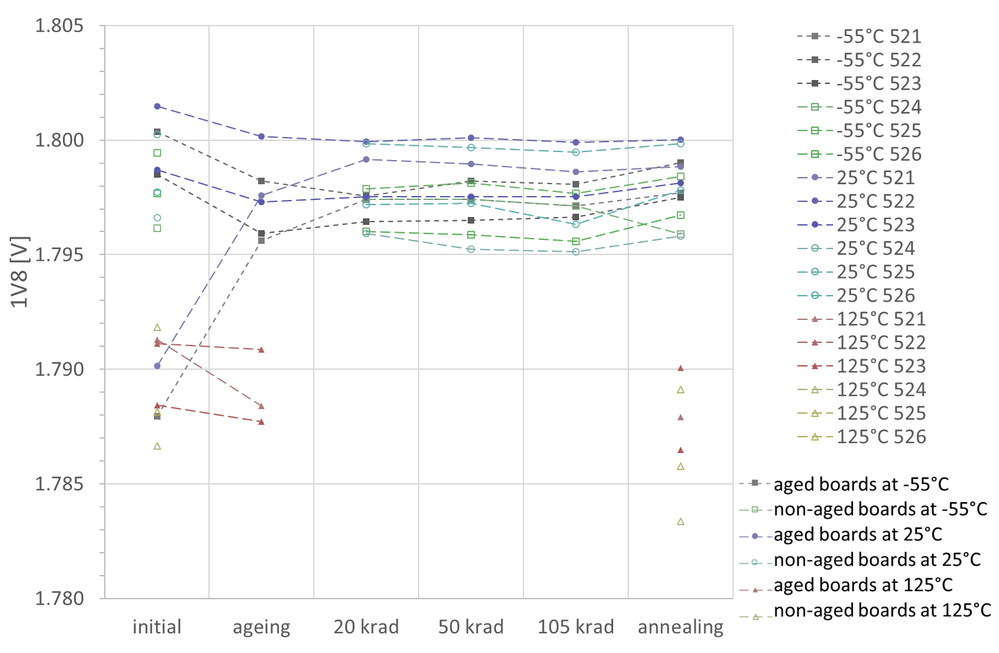 1.805
1.800
1.795
1.790
1.785
1.780
1V8 [V]
initial
ageing
20 krad
50 krad
105 krad
annealing
-55°C 521
-55°C 522
-55°C 523
-55°C 524
-55°C 525
-55°C 526
25°C 521
25°C 522
25°C 523
25°C 524
25°C 525
25°C 526
125°C 521
125°C 522
125°C 523
125°C 524
125°C 525
125°C 526
aged boards at -55°C
non-aged boards at -55°C
aged boards at 25°C
non-aged boards at 25°C
aged boards at 125°C
non-aged boards at 125°C